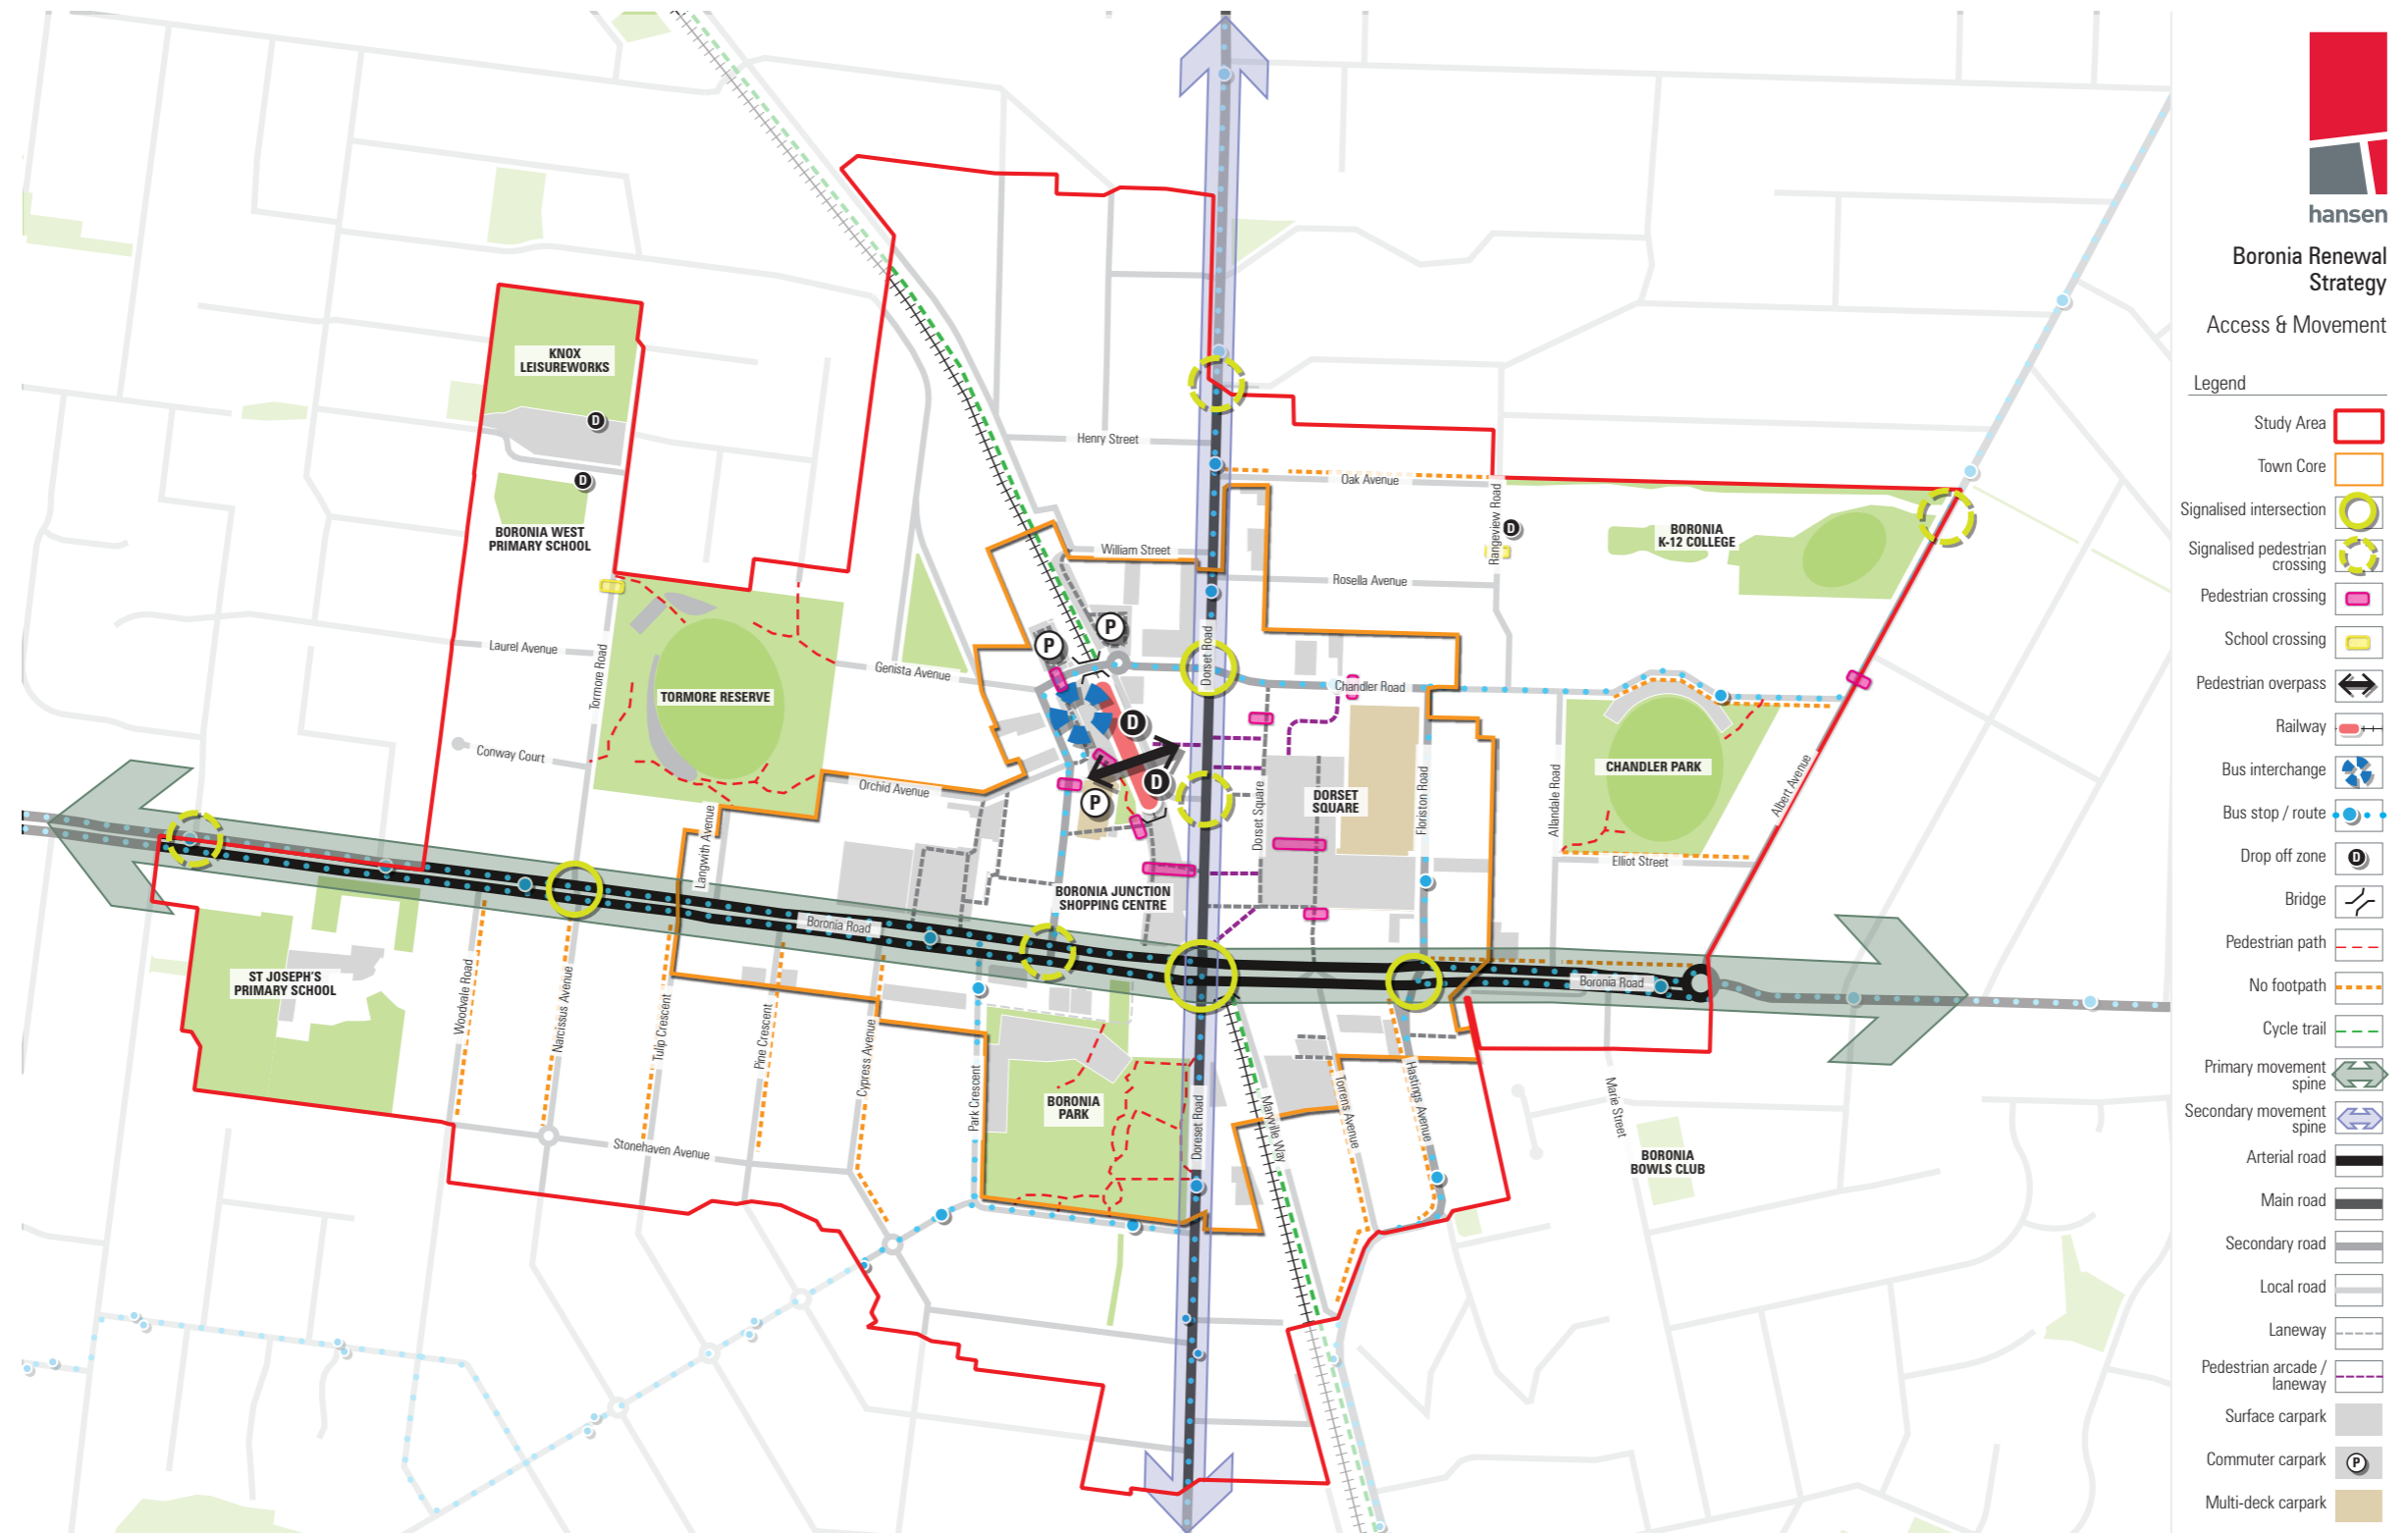 hansen
Boronia Renewal
Strategy
Access & Movement
Legend
Study Area
Town Core
Signalised intersection
Signalised pedestrian
crossing
Pedestrian crossing
School crossing
Pedestrian overpass
Railway
Bus interchange
Bus stop / route
Drop off zone
D
Bridge
Pedestrian path
No footpath
Cycle trail
Primary movement
spine
Secondary movement
spine
Arterial road
Main road
Secondary road
Local road
Laneway
Pedestrian arcade /
laneway
Surface carpark
Commuter carpark
P
Multi-deck carpark
KNOX
LEISUREWORKS
D
D
BORONIA WEST
PRIMARY SCHOOL
Henry Street
Oak Avenue
Rangeview Road
D
BORONIA
K-12 COLLEGE
William Street
Rosella Avenue
P
P
Laurel Avenue
Tormore Road
TORMORE RESERVE
Genista Avenue
Dorset Road
Chandler Road
D
D
P
Conway Court
Orchid Avenue
Langwith Avenue
Dorset Square
DORSET
SQUARE
Floriston Road
Allandale Road
CHANDLER PARK
Albert Avenue
Elliot Street
BORONIA JUNCTION
SHOPPING CENTRE
Boronia Road
Boronia Road
ST JOSEPH'S
PRIMARY SCHOOL
Woodvale Road
Narcissus Avenue
Tulip Crescent
Pine Crescent
Cypress Avenue
Park Crescent
BORONIA
PARK
Doreset Road
Maryville Way
Torrens Avenue
Hastings Avenue
Marie Street
BORONIA
BOWLS CLUB
Stonehaven Avenue